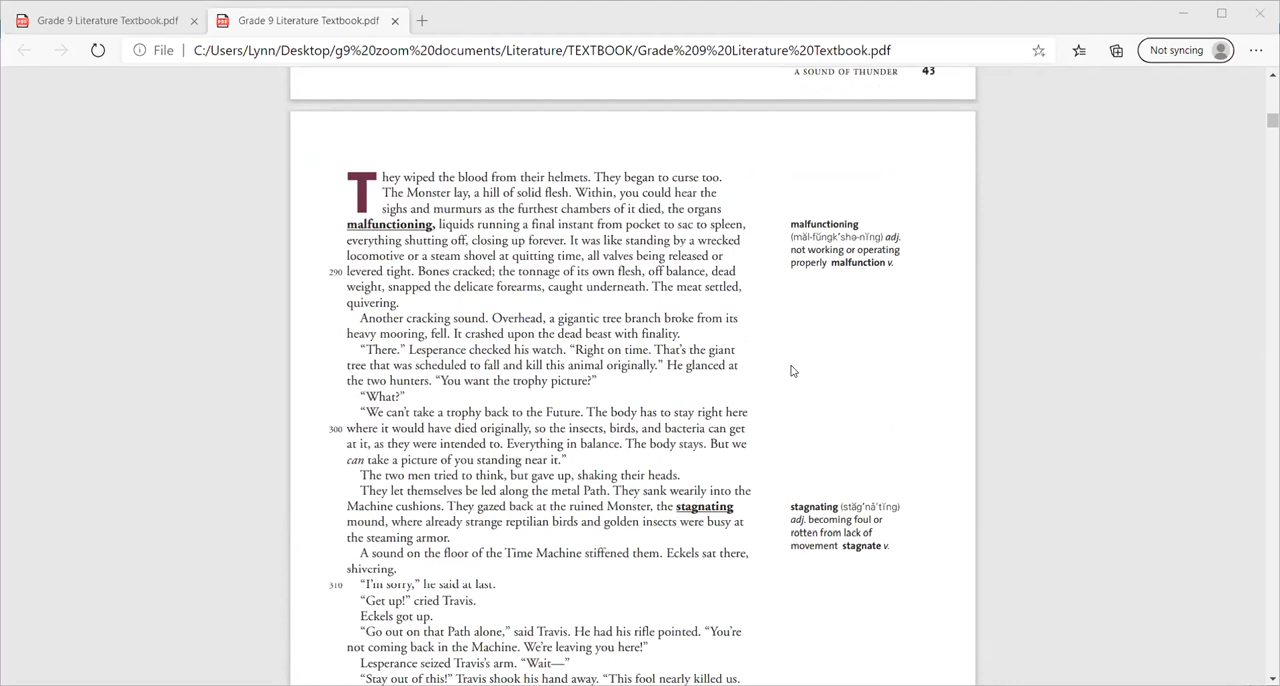 Grade 9 Literature Textbook.pdf
Grade 9 Literature Textbook.pdf
File
C:/Users/Lynn/Desktop/g9%20zoom%20documents/Literature/TEXTBOOK/Grade%209%20Literature%20Textbook.pdf
Not syncing
A SOUND OF THUNDER 43
They wiped the blood from their helmets. They began to curse too.
The Monster lay, a hill of solid flesh. Within, you could hear the
sighs and murmurs as the furthest chambers of it died, the organs
malfunctioning, liquids running a final instant from pocket to sac to spleen,
everything shutting off, closing up forever. It was like standing by a wrecked
locomotive or a steam shovel at quitting time, all valves being released or
290 levered tight. Bones cracked; the tonnage of its own flesh, off balance, dead
weight, snapped the delicate forearms, caught underneath. The meat settled,
quivering.
Another cracking sound. Overhead, a gigantic tree branch broke from its
heavy mooring, fell. It crashed upon the dead beast with finality.
“There.” Lesperance checked his watch. “Right on time. That’s the giant
tree that was scheduled to fall and kill this animal originally.” He glanced at
the two hunters. “You want the trophy picture?”
“What?”
“We can’t take a trophy back to the Future. The body has to stay right here
300 where it would have died originally, so the insects, birds, and bacteria can get
at it, as they were intended to. Everything in balance. The body stays. But we
can take a picture of you standing near it.”
The two men tried to think, but gave up, shaking their heads.
They let themselves be led along the metal Path. They sank wearily into the
Machine cushions. They gazed back at the ruined Monster, the stagnating
mound, where already strange reptilian birds and golden insects were busy at
the steaming armor.
A sound on the floor of the Time Machine stiffened them. Eckels sat there,
shivering.
310 “I’m sorry,” he said at last.
“Get up!” cried Travis.
Eckels got up.
“Go out on that Path alone,” said Travis. He had his rifle pointed. “You’re
not coming back in the Machine. We’re leaving you here!”
Lesperance seized Travis’s arm. “Wait—”
“Stay out of this!” Travis shook his hand away. “This fool nearly killed us.
malfunctioning
(măl-fŭngkʹshə-nĭng) adj.
not working or operating
properly malfunction v.
stagnating (stăgʹnāʹtĭng)
adj. becoming foul or
rotten from lack of
movement stagnate v.